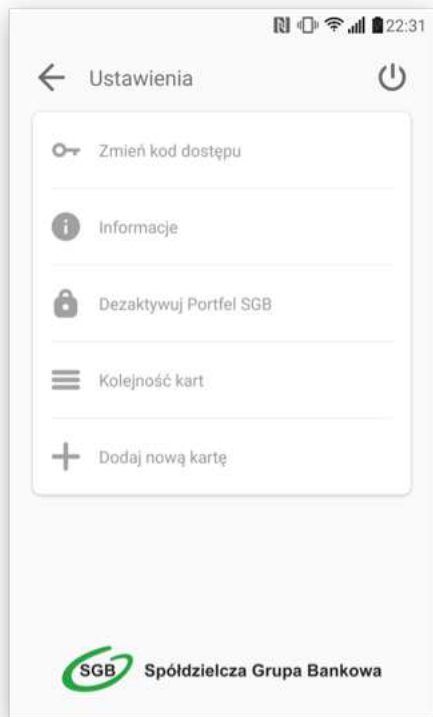 22:31
Ustawienia
Zmień kod dostępu
Informacje
Dezaktywuj Portfel SGB
Kolejność kart
Dodaj nową kartę
SGB Spółdzielcza Grupa Bankowa